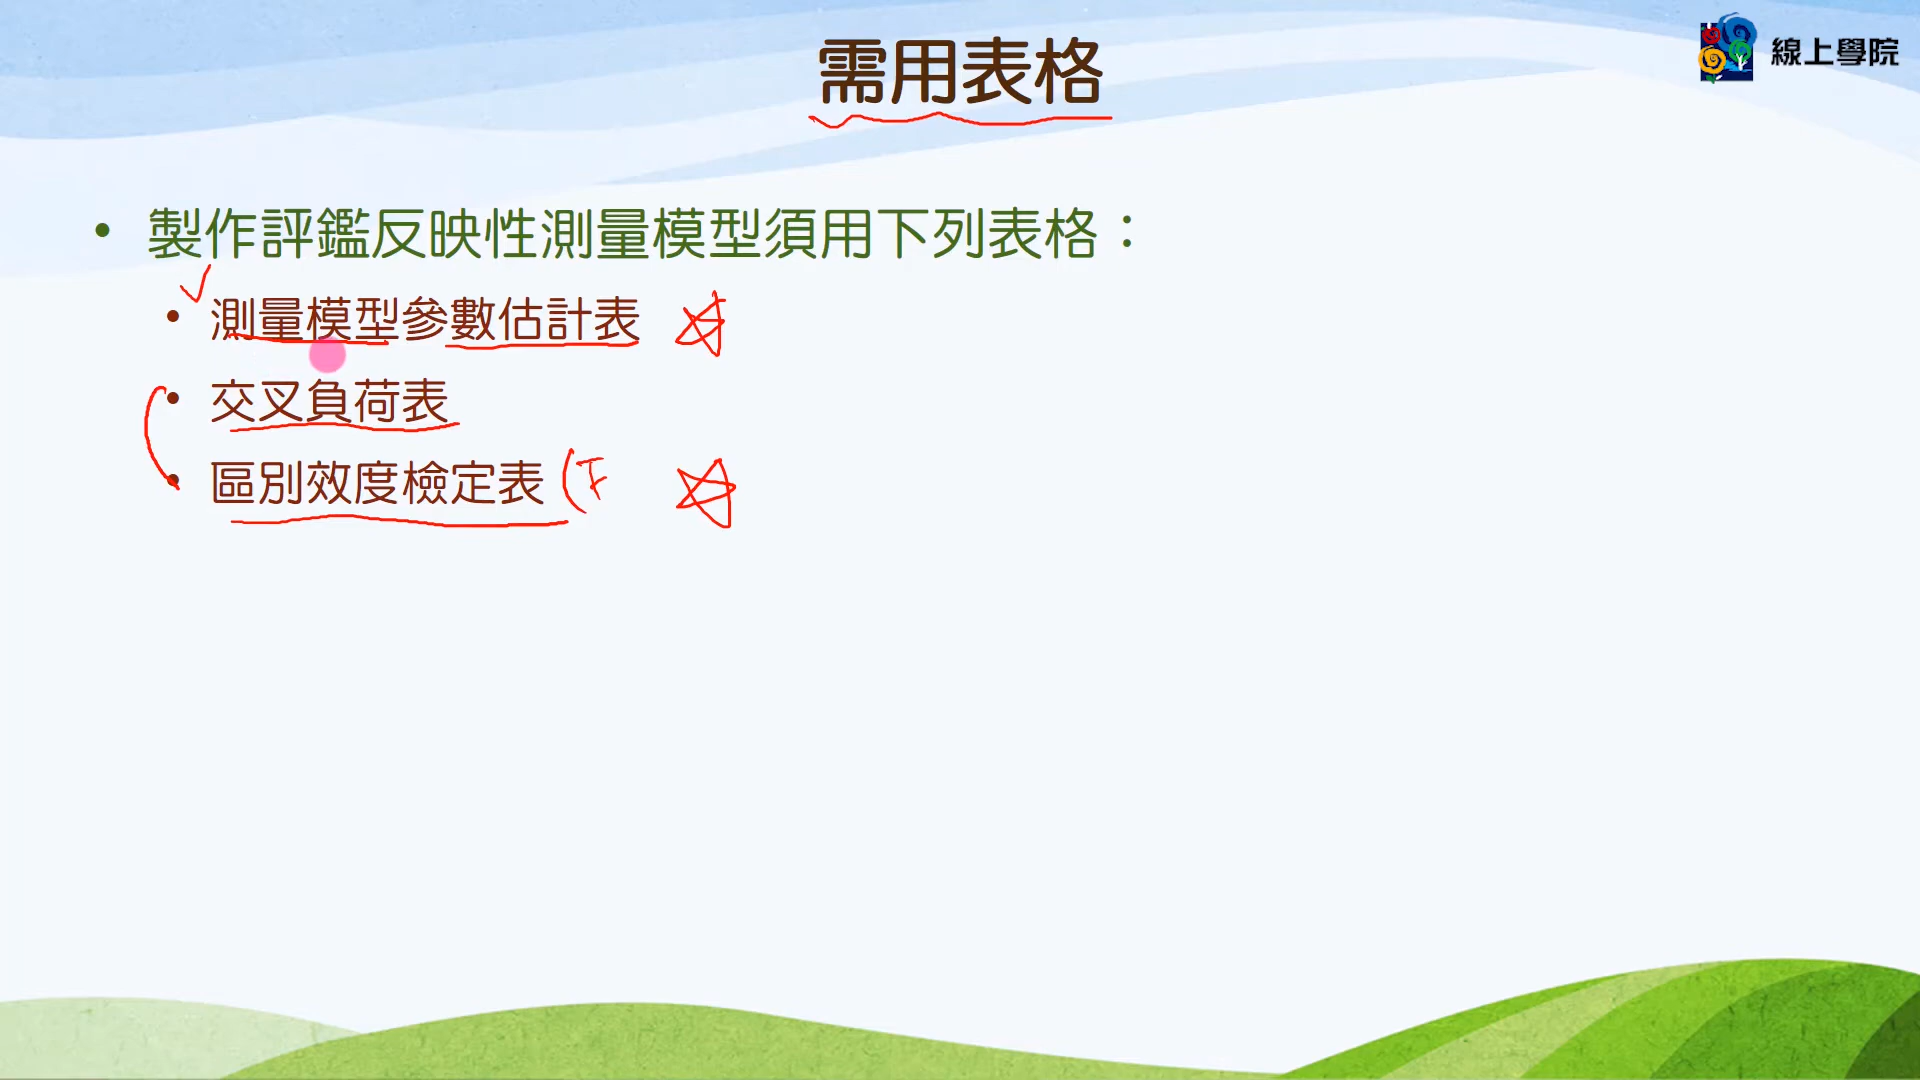 需用表格
線上學院
製作評鑑反映性測量模型須用下列表格：
測量模型參數估計表
交叉負荷表
區別效度檢定表